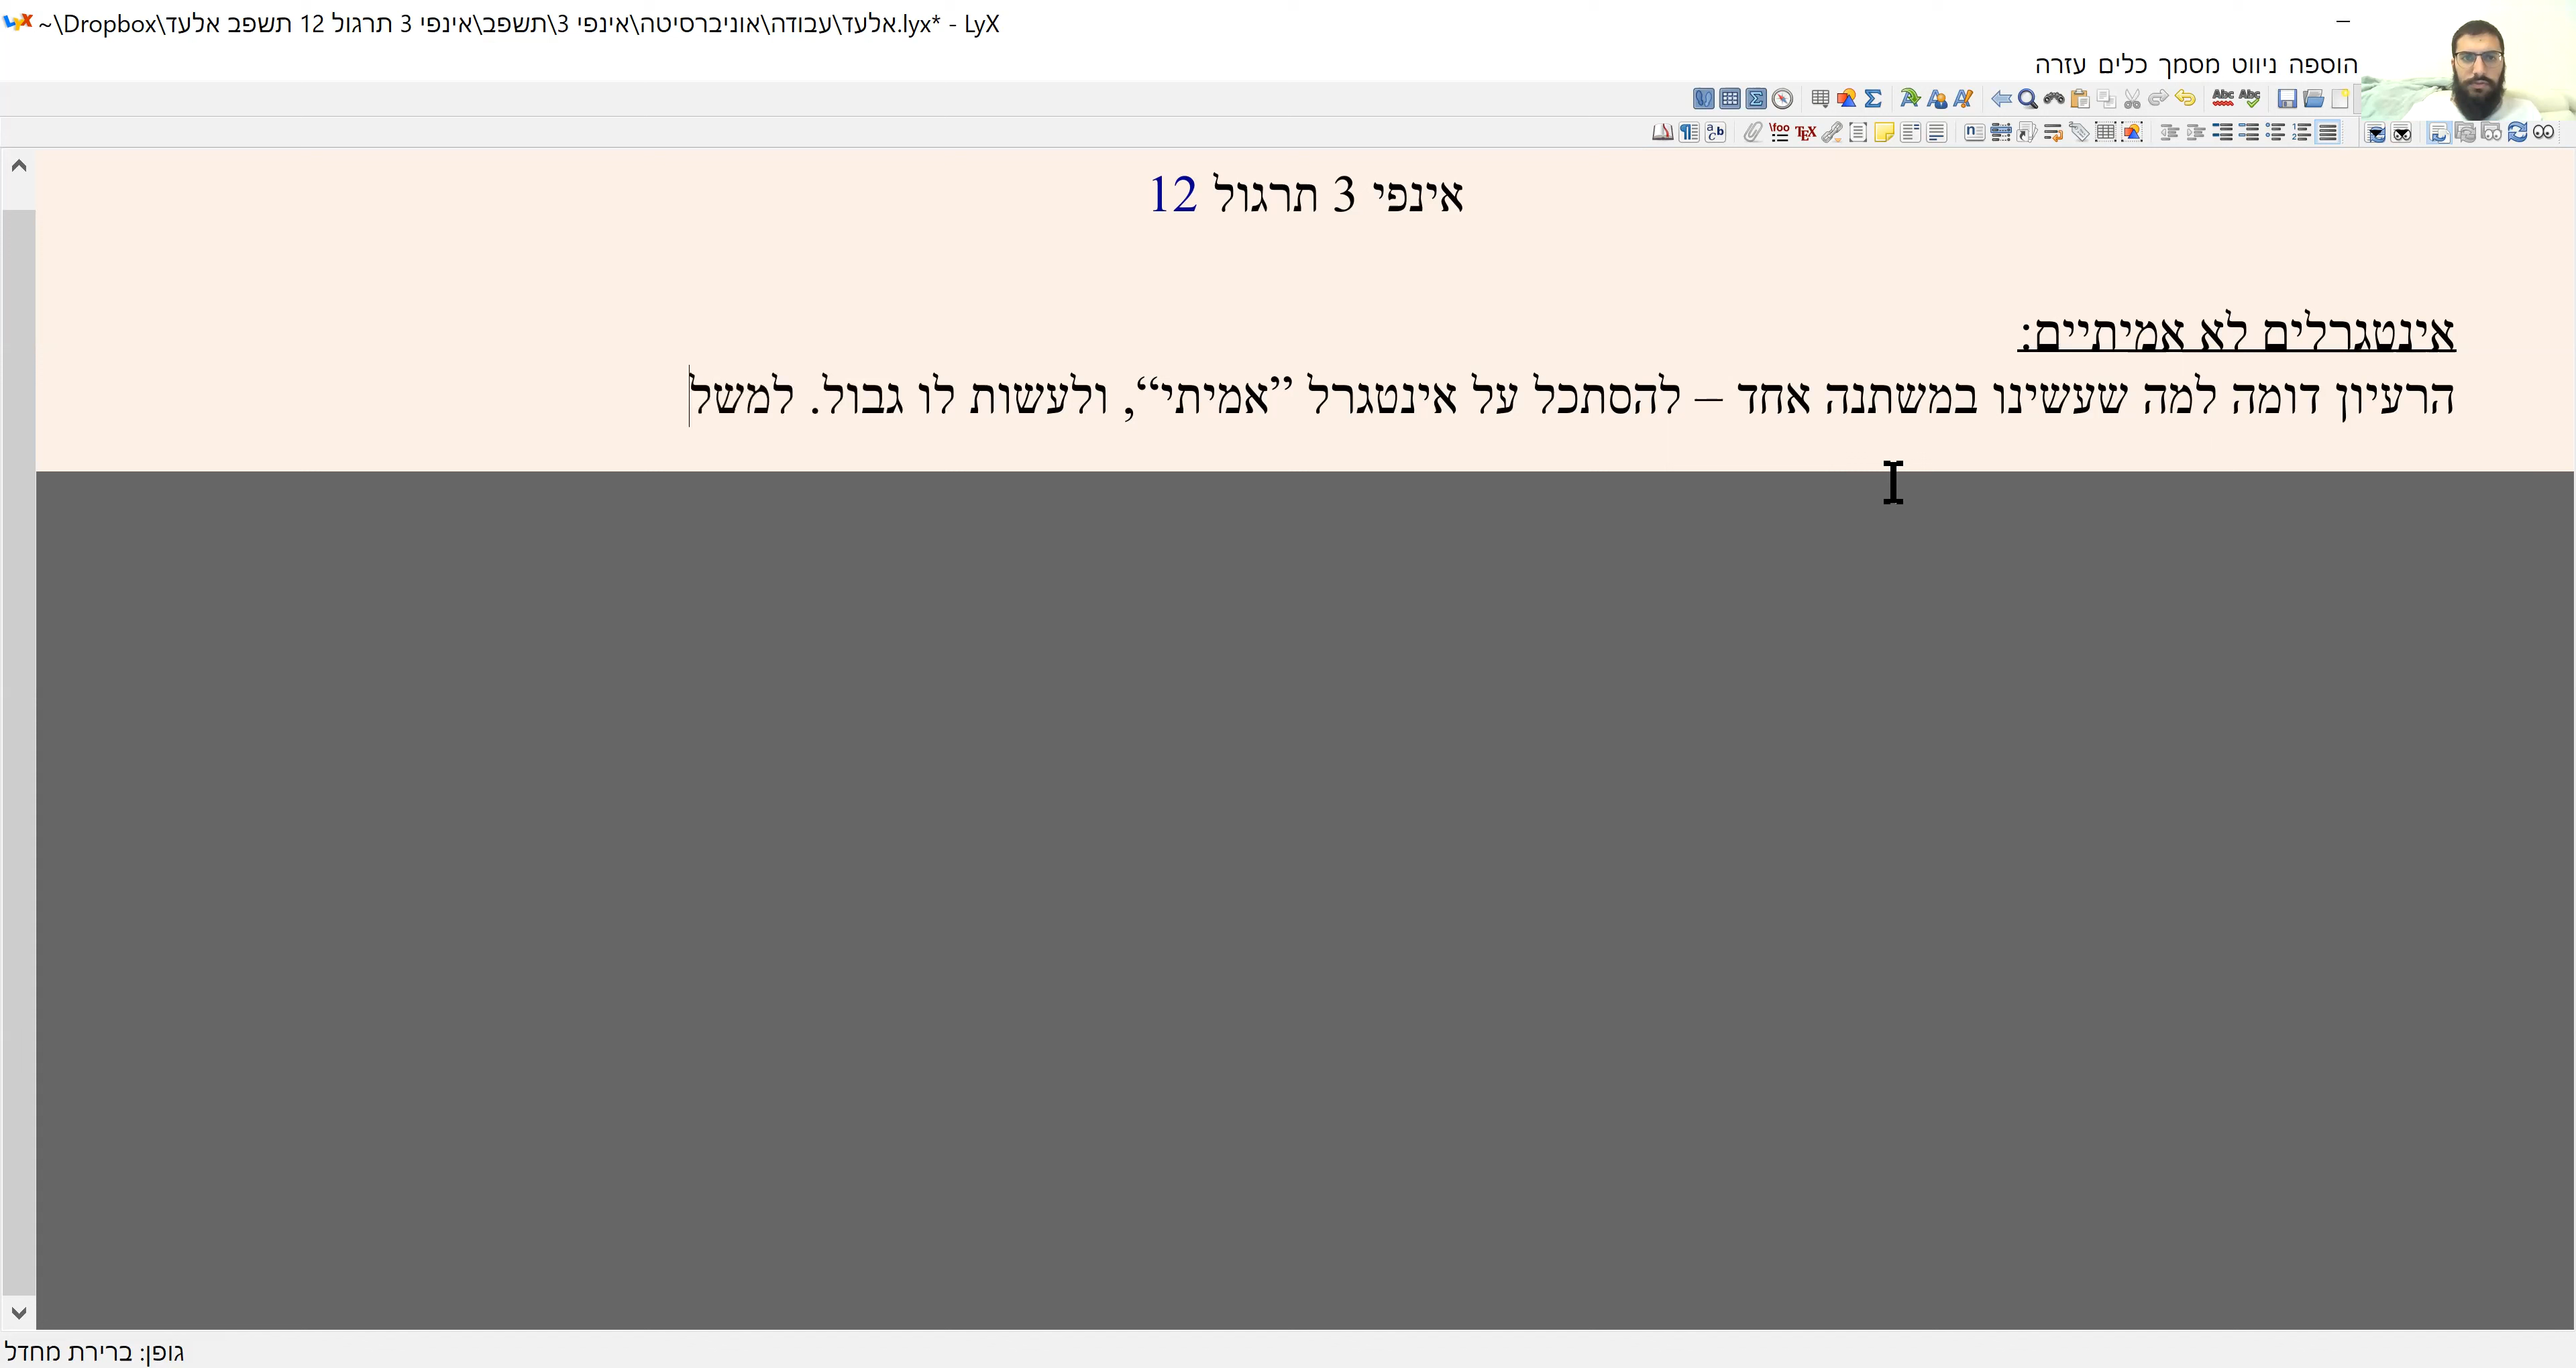 ~\Dropbox\אלעד\עבודה\אוניברסיטה\אינפי 3\תשפב\אינפי 3 תרגול 12 תשפב אלעד.lyx* - LyX
הוספה ניווט מסמך כלים עזרה
אינפי 3 תרגול 12
אינטגרלים לא אמיתיים:
הרעיון דומה למה שעשינו במשתנה אחד – להסתכל על אינטגרל ”אמיתי“, ולעשות לו גבול. למשל
גופן: ברירת מחדל